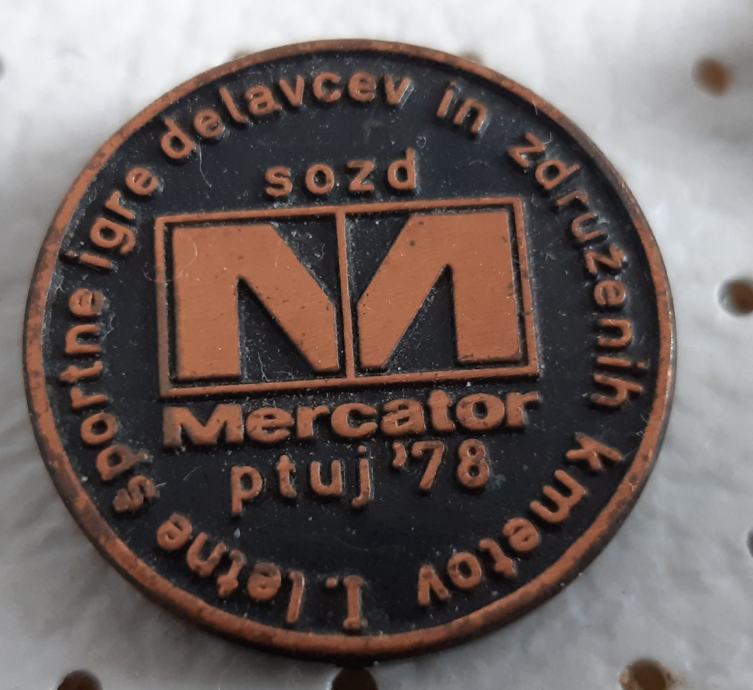 I. letne športne igre delavcev in združenih kmetov
sozd
M
Mercator
ptuj '78